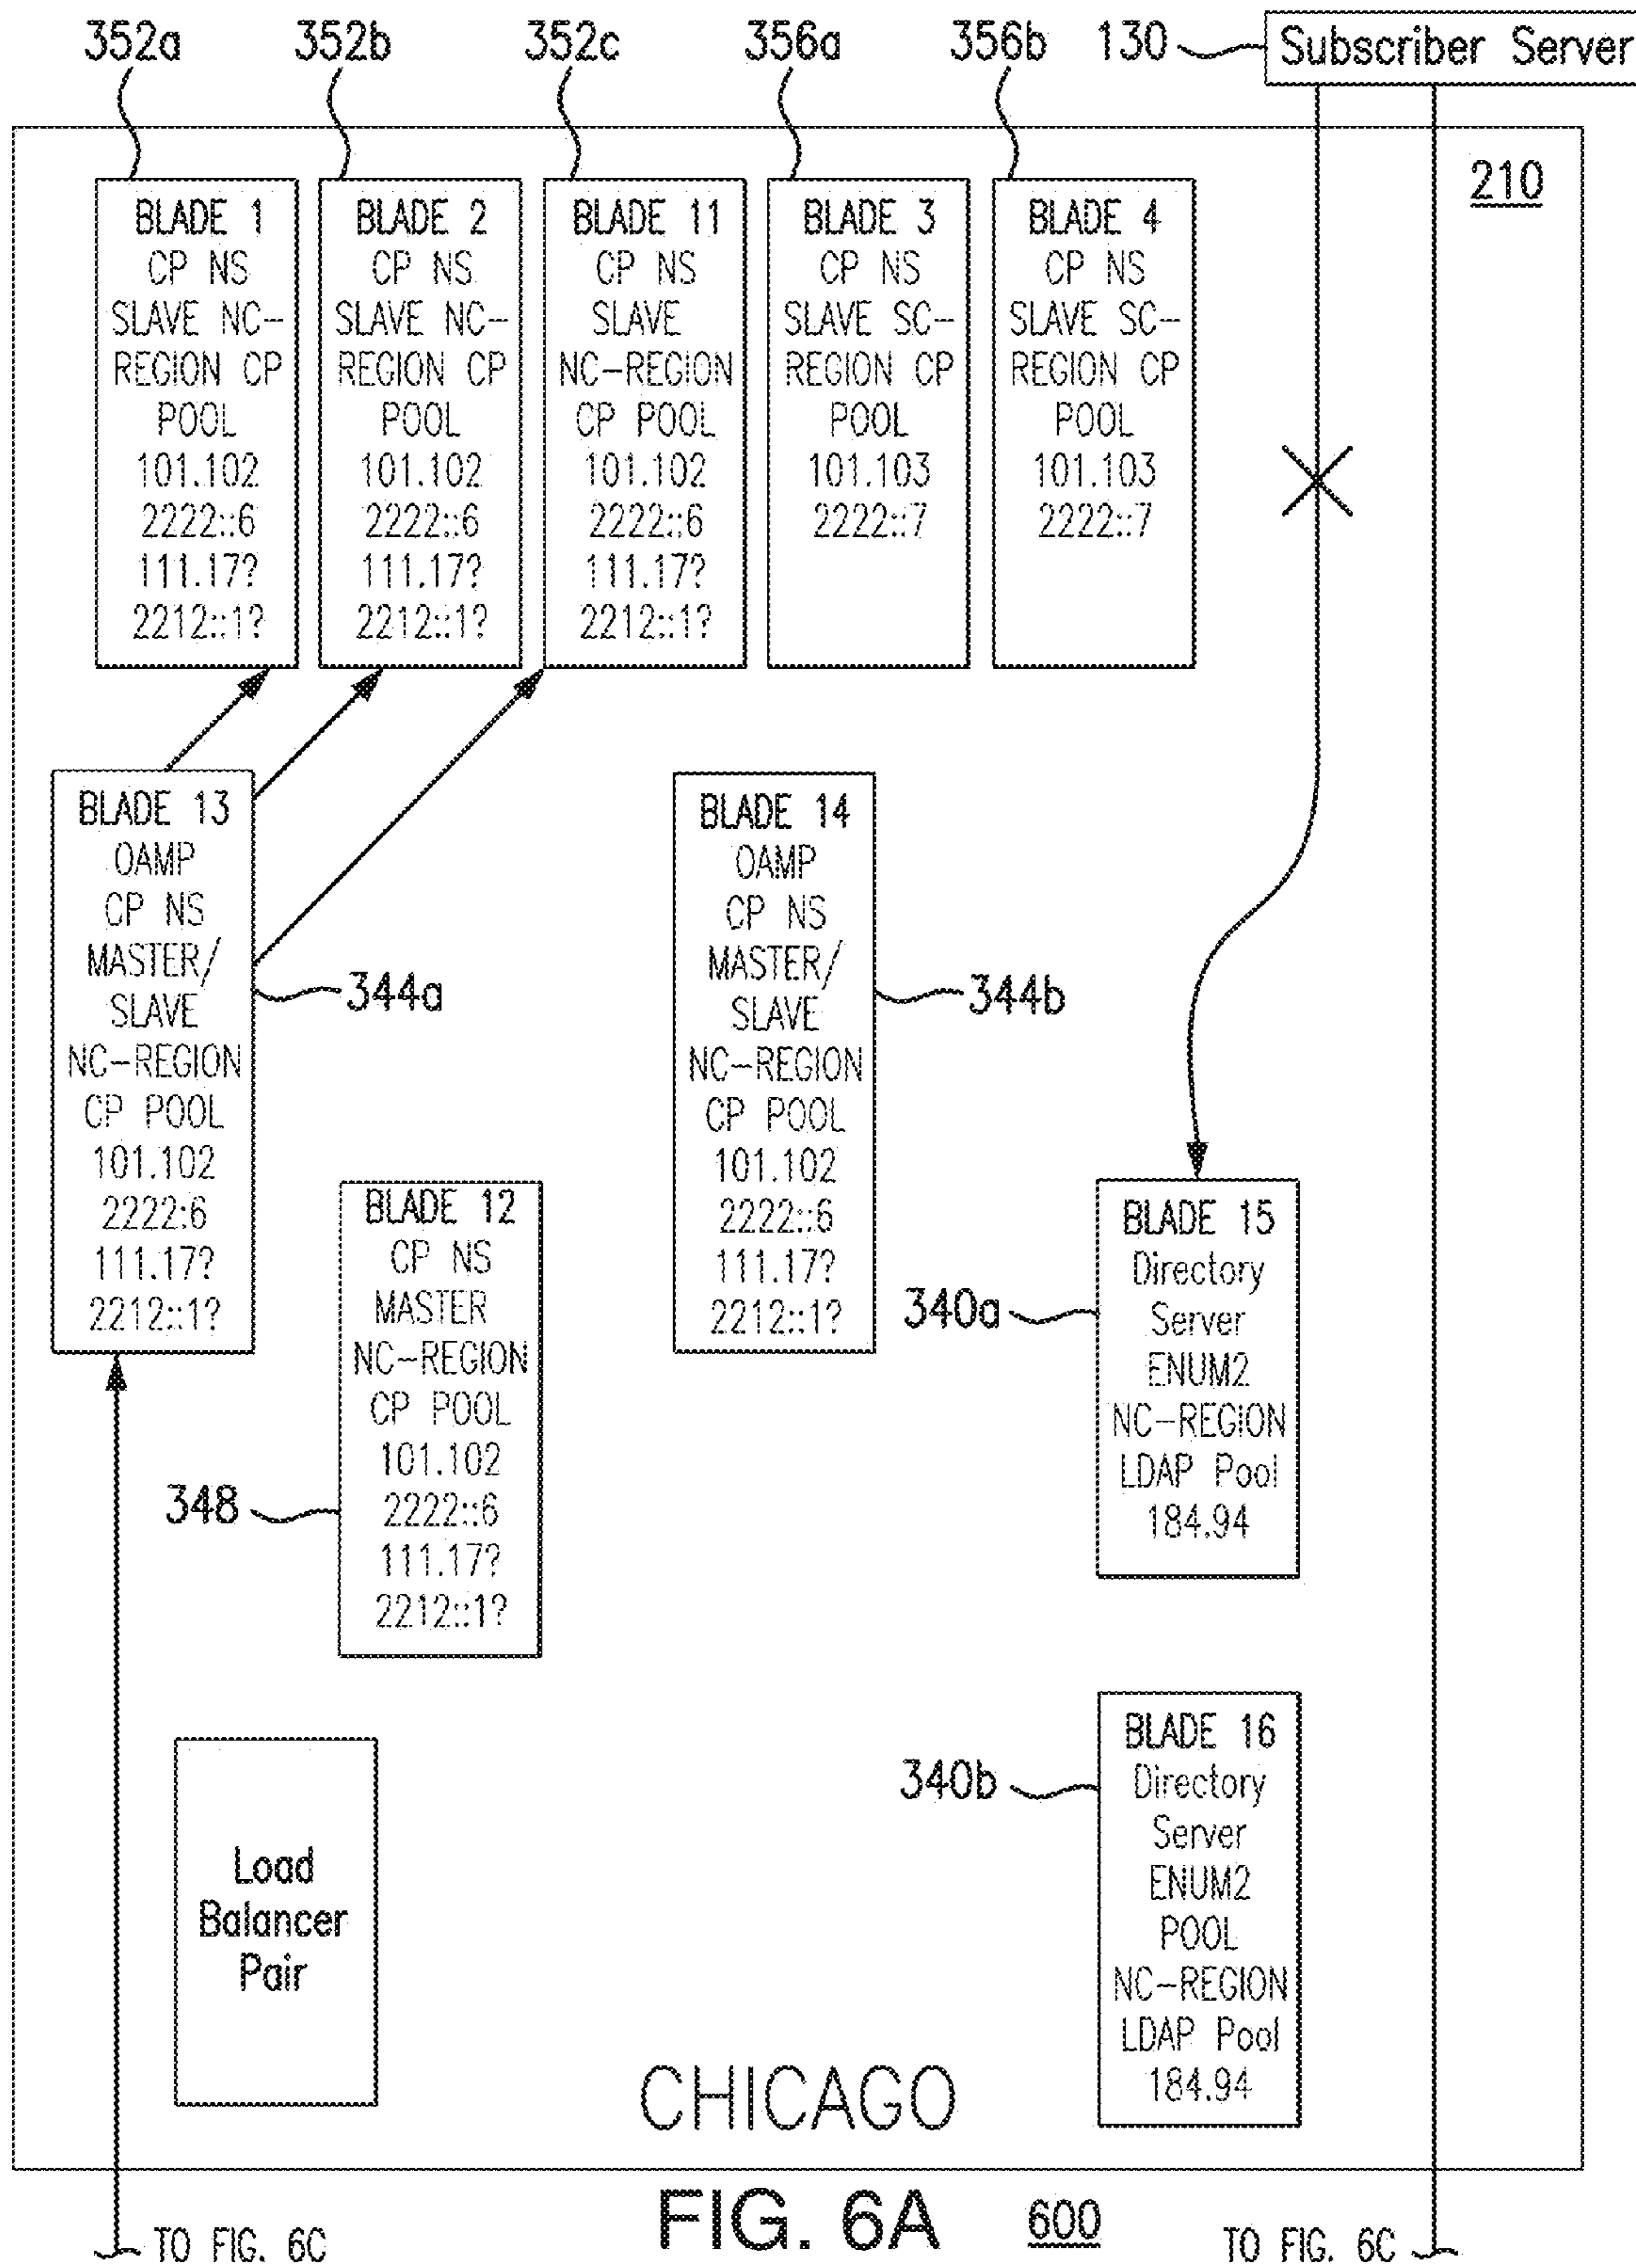 352a
352b
352c
356a
356b
130
Subscriber Server
210
BLADE 1
CP NS
SLAVE NC-
REGION CP
POOL
101.102
2222::6
111.17?
2212::1?
BLADE 2
CP NS
SLAVE NC-
REGION CP
POOL
101.102
2222::6
111.17?
2212::1?
BLADE 11
CP NS
SLAVE
NC-REGION
CP POOL
101.102
2222::6
111.17?
2212::1?
BLADE 3
CP NS
SLAVE SC-
REGION CP
POOL
101.103
2222::7
BLADE 4
CP NS
SLAVE SC-
REGION CP
POOL
101.103
2222::7
BLADE 13
OAMP
CP NS
MASTER/
SLAVE
NC-REGION
CP POOL
101.102
2222:6
111.17?
2212::1?
344a
BLADE 14
OAMP
CP NS
MASTER/
SLAVE
NC-REGION
CP POOL
101.102
2222::6
111.17?
2212::1?
344b
BLADE 12
CP NS
MASTER
NC-REGION
CP POOL
101.102
2222::6
111.17?
2212::1?
348
340a
BLADE 15
Directory
Server
ENUM2
NC-REGION
LDAP Pool
184.94
340b
BLADE 16
Directory
Server
ENUM2
POOL
NC-REGION
LDAP Pool
184.94
Load
Balancer
Pair
CHICAGO
TO FIG. 6C
FIG. 6A
600
TO FIG. 6C